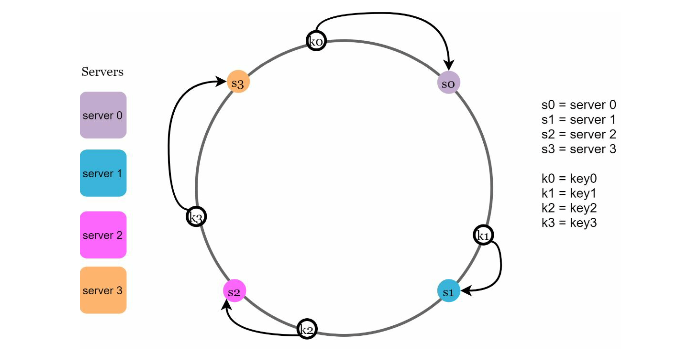 Servers
server 0
server 1
server 2
server 3
k0
s0
s3
k3
k1
s2
s1
k2
s0 = server 0
s1 = server 1
s2 = server 2
s3 = server 3
k0 = key0
k1 = key1
k2 = key2
k3 = key3